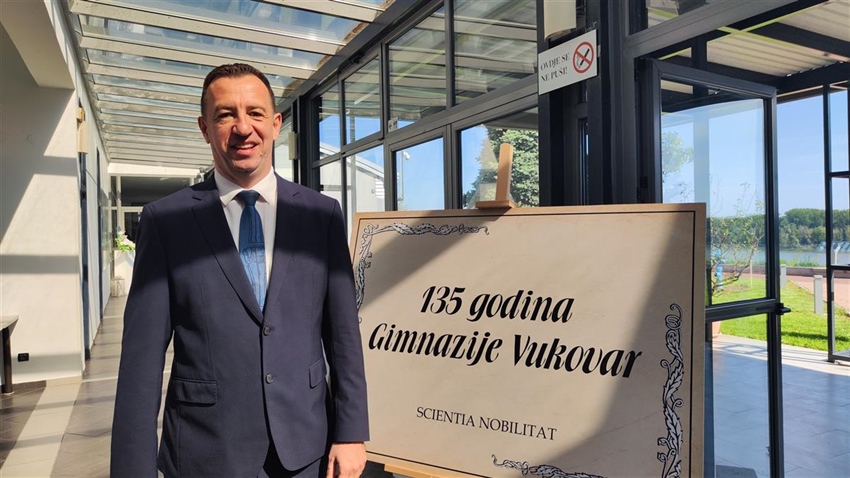 OVDJE SE
NE PUŠI!
135 godina
Gimnazije Vukovar
SCIENTIA NOBILITAT